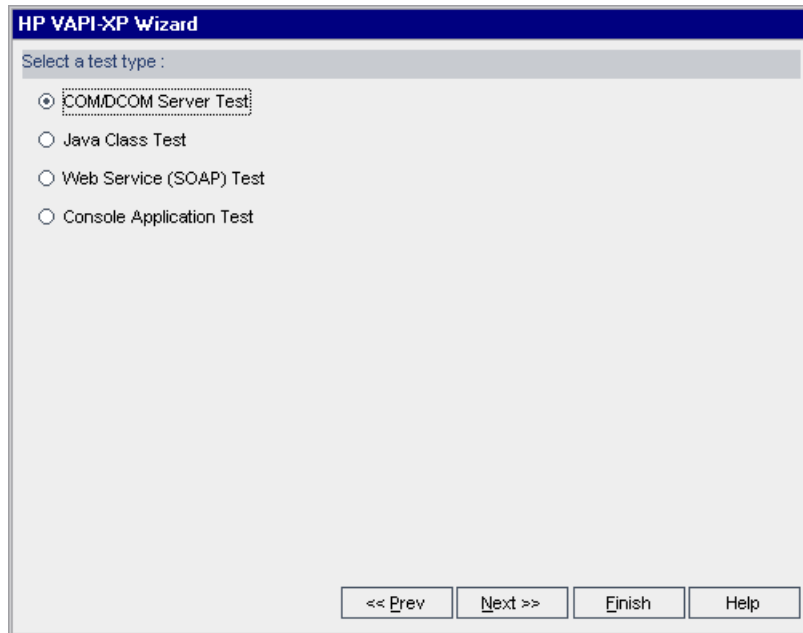 HP VAPI-XP Wizard
Select a test type :
COM/DCOM Server Test
Java Class Test
Web Service (SOAP) Test
Console Application Test
<< Prev Next >> Finish Help